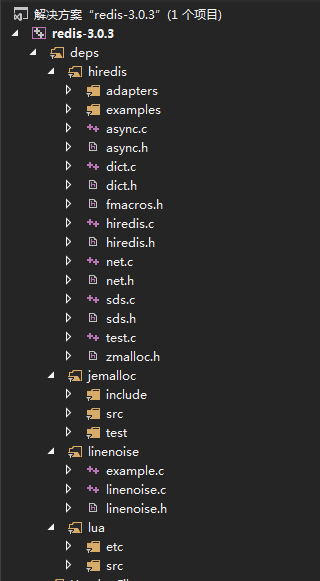 解决方案“redis-3.0.3”(1 个项目)
redis-3.0.3
deps
hiredis
adapters
examples
async.c
async.h
dict.c
dict.h
fmacros.h
hiredis.c
hiredis.h
net.c
net.h
sds.c
sds.h
test.c
zmalloc.h
jemalloc
include
src
test
linenoise
example.c
linenoise.c
linenoise.h
lua
etc
src